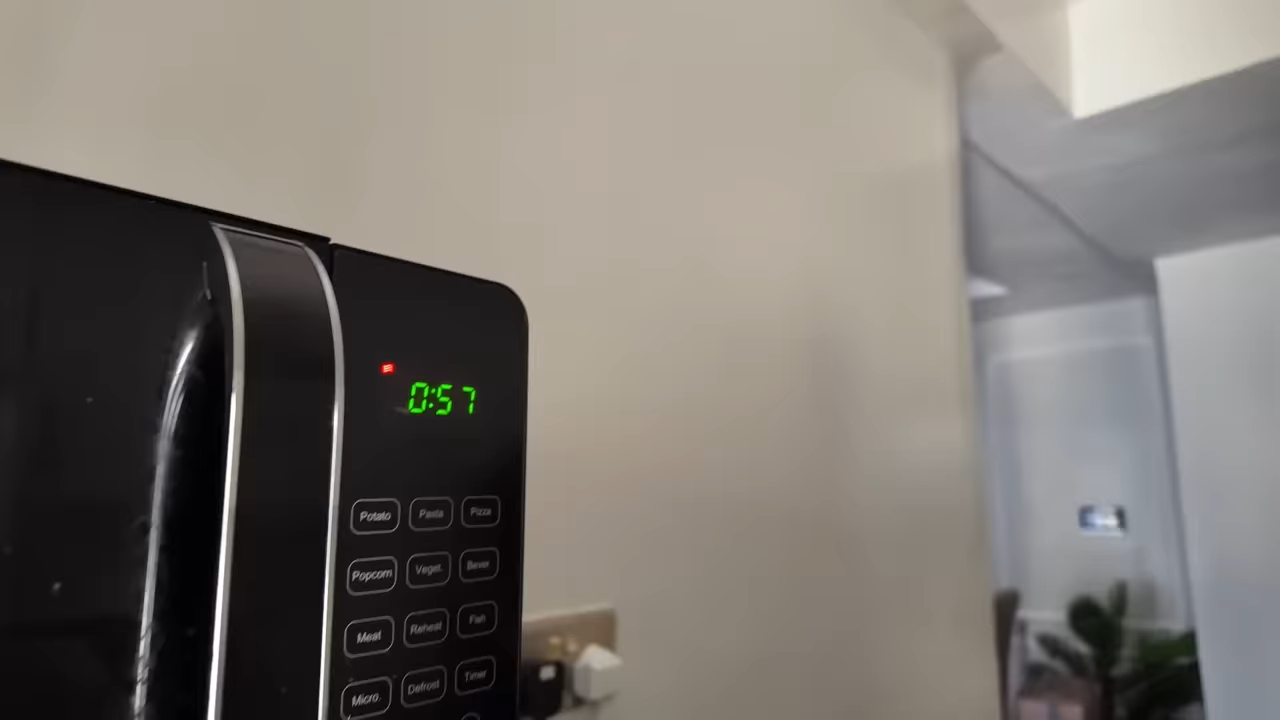 0:57
Potato Pasta Pizza
Popcorn Veget. Bever
Meat Reheat Fish
Micro. Defrost Timer